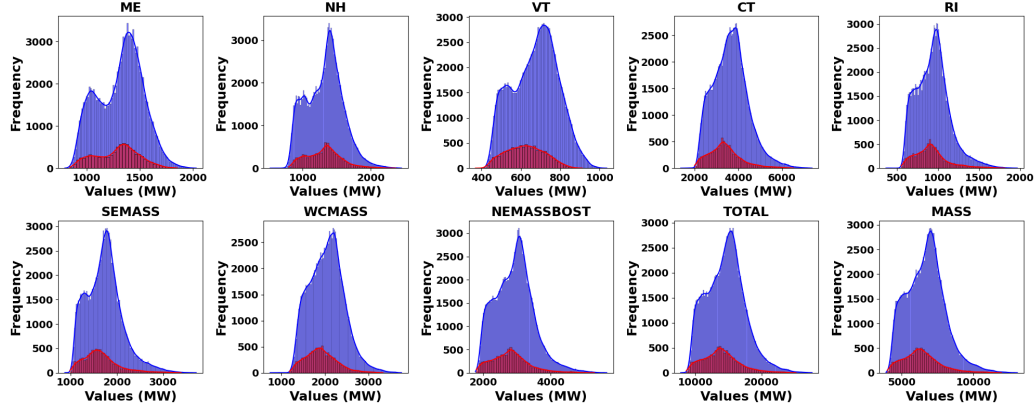 ME NH VT CT RI
Frequency Frequency Frequency Frequency Frequency
3000 3000 3000 2500 3000
2500 2500
2000 2000 2000 2000 2000
1500 1500 1500
1000 1000 1000 1000 1000
500 500 500
0 0 0 0 0
1000 1500 2000 1000 2000 400 600 800 1000 2000 4000 6000 500 1000 1500 2000
Values (MW) Values (MW) Values (MW) Values (MW) Values (MW)
SEMASS WCMASS NEMASSBOST TOTAL MASS
Frequency Frequency Frequency Frequency Frequency
3000 2500 3000 3000 3000
2500 2500 2500 2500
2000 2000 2000 2000 2000
1500 1500 1500 1500 1500
1000 1000 1000 1000 1000
500 500 500 500 500
0 0 0 0 0
1000 2000 3000 1000 2000 3000 2000 4000 10000 20000 5000 10000
Values (MW) Values (MW) Values (MW) Values (MW) Values (MW)